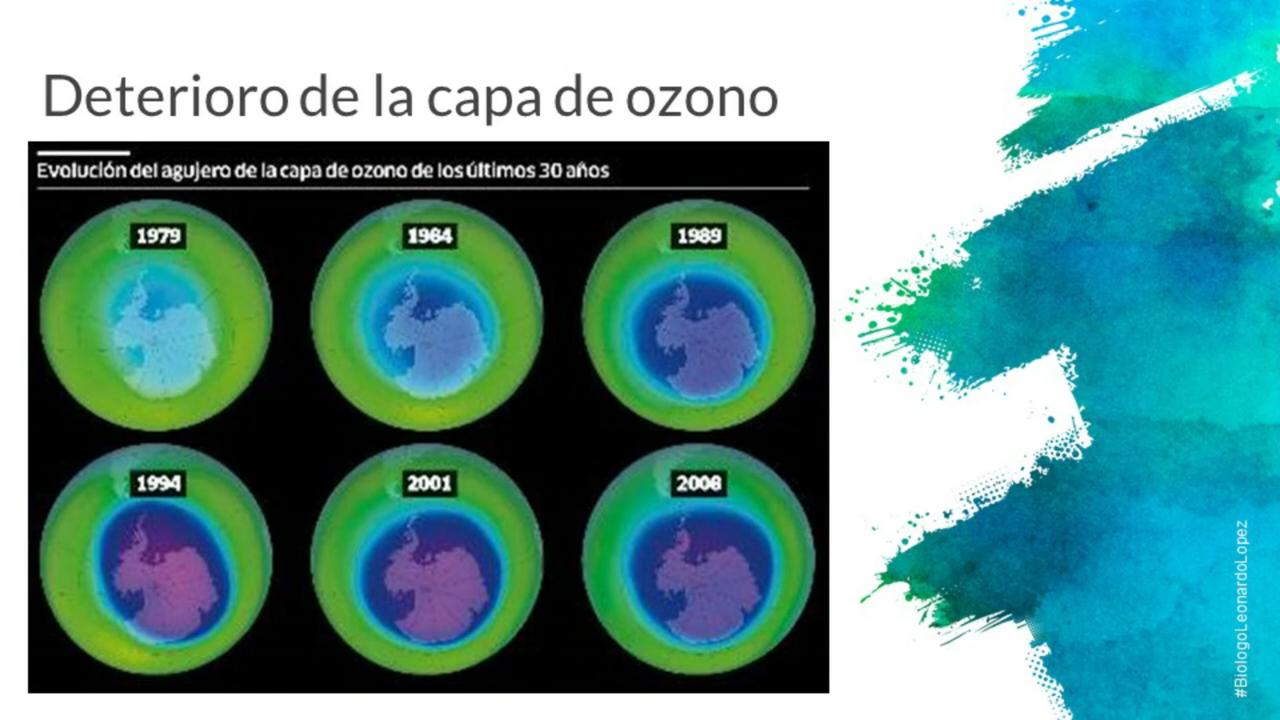 Deterioro de la capa de ozono
Evolución del agujero de la capa de ozono de los últimos 30 años
1979
1984
1989
1994
2001
2008
#BiologoLeonardoLopez